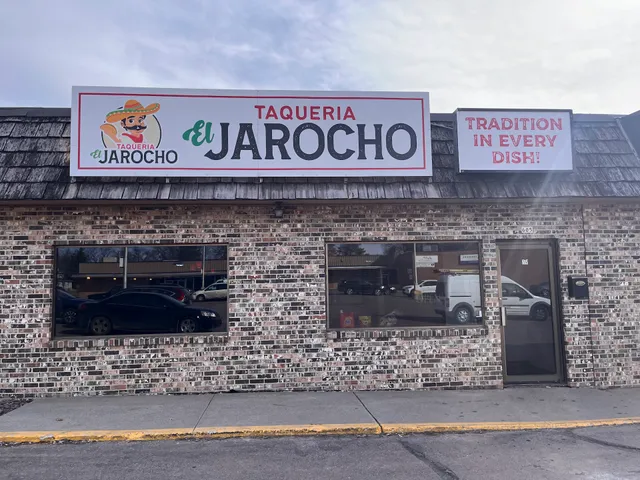 TAQUERIA
El JAROCHO
TAQUERIA
El JAROCHO
TRADITION
IN EVERY
DISH!